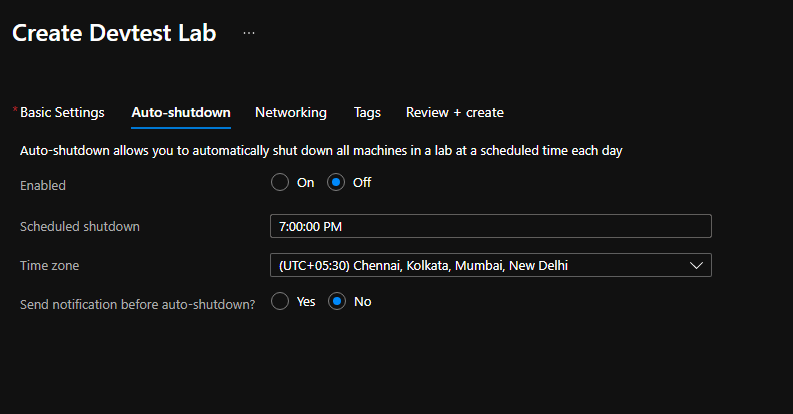 Create Devtest Lab ...
* Basic Settings Auto-shutdown Networking Tags Review + create
Auto-shutdown allows you to automatically shut down all machines in a lab at a scheduled time each day
Enabled On Off
Scheduled shutdown 7:00:00 PM
Time zone (UTC+05:30) Chennai, Kolkata, Mumbai, New Delhi
Send notification before auto-shutdown? Yes No